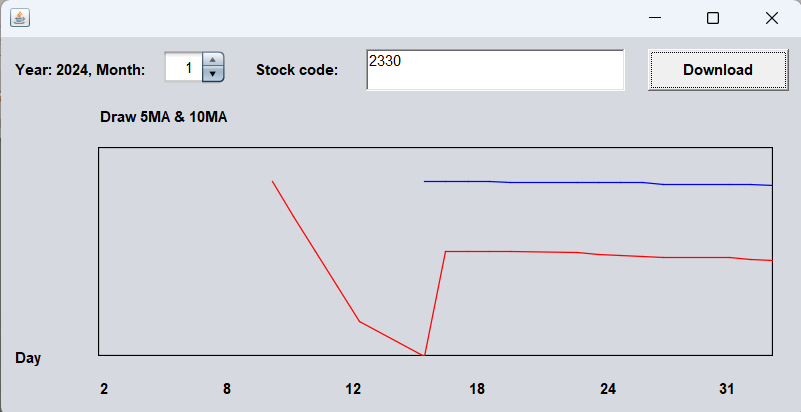 Year: 2024, Month: 1 Stock code: 2330 Download
Draw 5MA & 10MA
Day
2 8 12 18 24 31